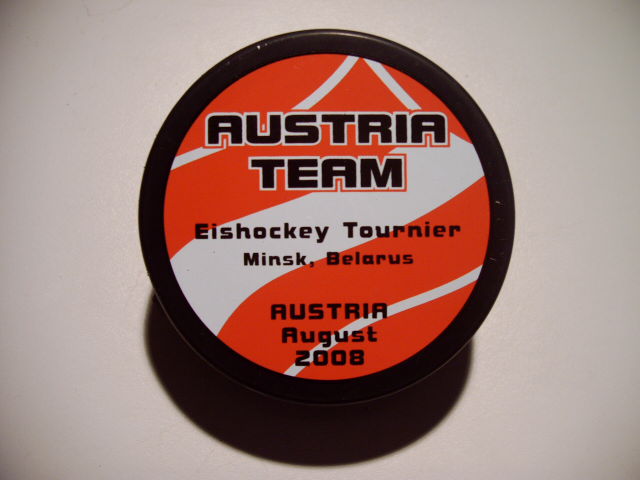 AUSTRIA
TEAM
Eishockey Tournier
Minsk, Belarus
AUSTRIA
August
2008